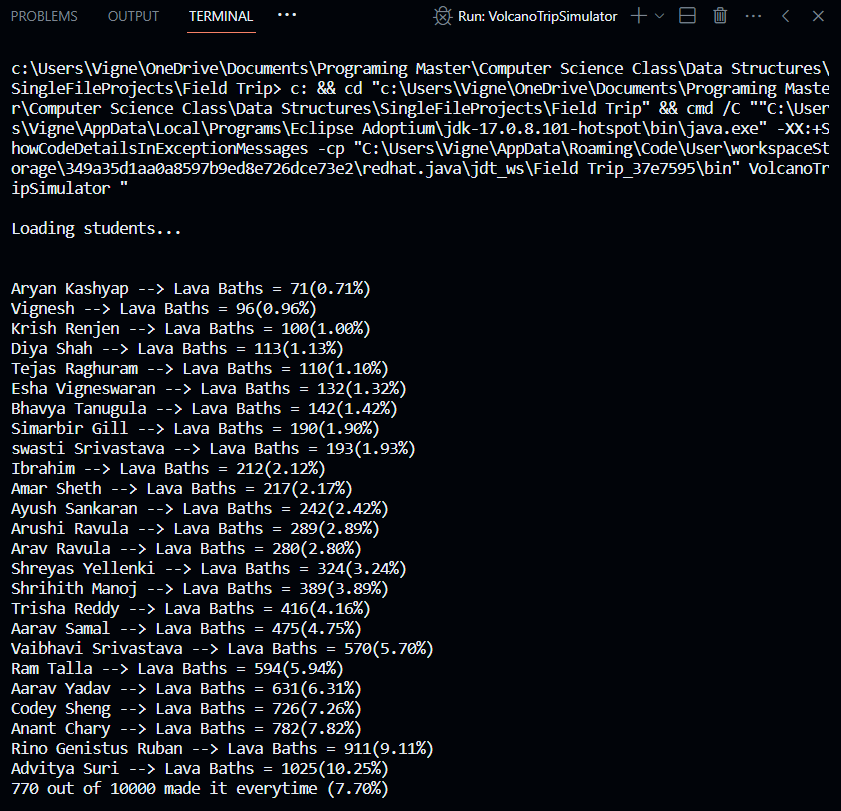 PROBLEMS OUTPUT TERMINAL ... Run: VolcanoTripSimulator
c:\Users\Vigne\OneDrive\Documents\Programing Master\Computer Science Class\Data Structures\
SingleFileProjects\Field Trip> c: && cd "c:\Users\Vigne\OneDrive\Documents\Programing Maste
r\Computer Science Class\Data Structures\SingleFileProjects\Field Trip" && cmd /C ""C:\User
s\Vigne\AppData\Local\Programs\Eclipse Adoptium\jdk-17.0.8.101-hotspot\bin\java.exe" -XX:+S
howCodeDetailsInExceptionMessages -cp "C:\Users\Vigne\AppData\Roaming\Code\User\workspaceSt
orage\349a35d1aa0a8597b9ed8e726dce73e2\redhat.java\jdt_ws\Field Trip_37e7595\bin" VolcanoTr
ipSimulator "
Loading students...
Aryan Kashyap --> Lava Baths = 71(0.71%)
Vignesh --> Lava Baths = 96(0.96%)
Krish Renjen --> Lava Baths = 100(1.00%)
Diya Shah --> Lava Baths = 113(1.13%)
Tejas Raghuram --> Lava Baths = 110(1.10%)
Esha Vigneswaran --> Lava Baths = 132(1.32%)
Bhavya Tanugula --> Lava Baths = 142(1.42%)
Simarbir Gill --> Lava Baths = 190(1.90%)
swasti Srivastava --> Lava Baths = 193(1.93%)
Ibrahim --> Lava Baths = 212(2.12%)
Amar Sheth --> Lava Baths = 217(2.17%)
Ayush Sankaran --> Lava Baths = 242(2.42%)
Arushi Ravula --> Lava Baths = 289(2.89%)
Arav Ravula --> Lava Baths = 280(2.80%)
Shreyas Yellenki --> Lava Baths = 324(3.24%)
Shrihith Manoj --> Lava Baths = 389(3.89%)
Trisha Reddy --> Lava Baths = 416(4.16%)
Aarav Samal --> Lava Baths = 475(4.75%)
Vaibhavi Srivastava --> Lava Baths = 570(5.70%)
Ram Talla --> Lava Baths = 594(5.94%)
Aarav Yadav --> Lava Baths = 631(6.31%)
Codey Sheng --> Lava Baths = 726(7.26%)
Anant Chary --> Lava Baths = 782(7.82%)
Rino Genistus Ruban --> Lava Baths = 911(9.11%)
Advitya Suri --> Lava Baths = 1025(10.25%)
770 out of 10000 made it everytime (7.70%)